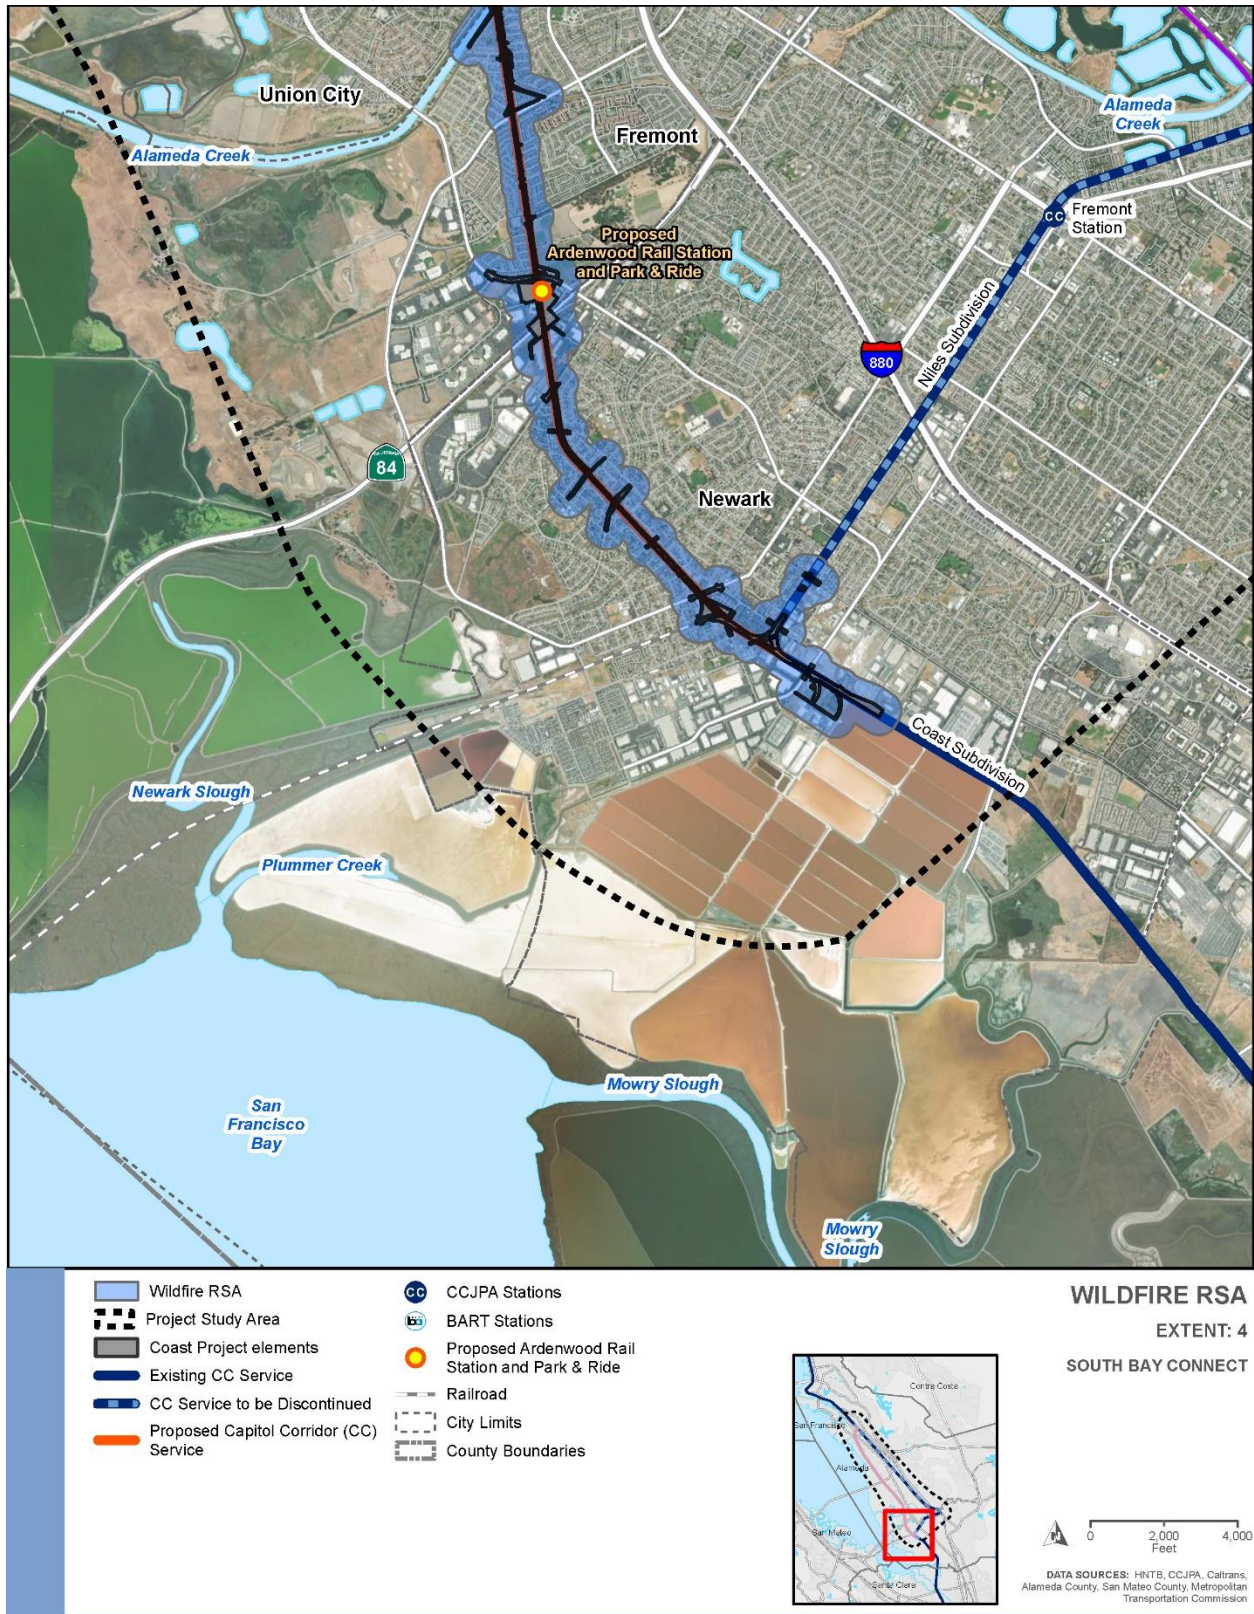 Union City
Fremont
Alameda
Creek
Alameda Creek
CC
Fremont
Station
Proposed
Ardenwood Rail Station
and Park & Ride
Niles Subdivision
880
CALIFORNIA
84
Newark
Coast Subdivision
Newark Slough
Plummer Creek
Mowry Slough
San
Francisco
Bay
Mowry
Slough
Wildfire RSA
Project Study Area
Coast Project elements
Existing CC Service
CC Service to be Discontinued
Proposed Capitol Corridor (CC)
Service
CC
CCJPA Stations
ba
BART Stations
Proposed Ardenwood Rail
Station and Park & Ride
Railroad
City Limits
County Boundaries
WILDFIRE RSA
EXTENT: 4
SOUTH BAY CONNECT
Contra Costa
San Francisco
Alameda
San Mateo
Santa Clara
N
0 2,000 4,000
Feet
DATA SOURCES: HNTB, CCJPA, Caltrans,
Alameda County, San Mateo County, Metropolitan
Transportation Commission